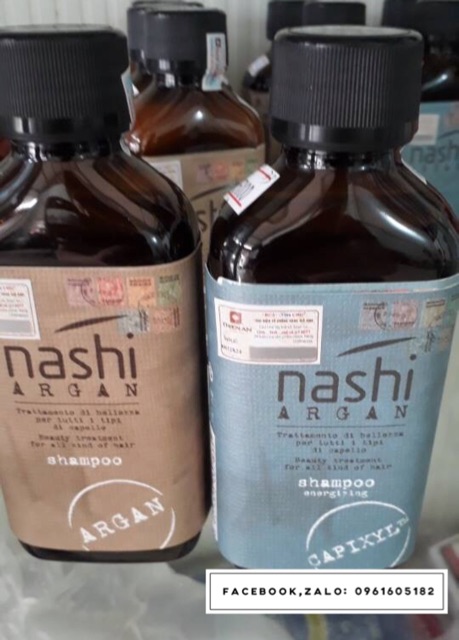 nashi
ARGAN
Trattamento di bellezza
per tutti i tipi
di capello
Beauty treatment
for all kind of hair
shampoo
ARGAN
nashi
ARGAN
Trattamento di bellezza
per tutti i tipi
di capello
Beauty treatment
for all kind of hair
shampoo
energizing
CAPIXYL™
nashi
FACEBOOK,ZALO: 0961605182